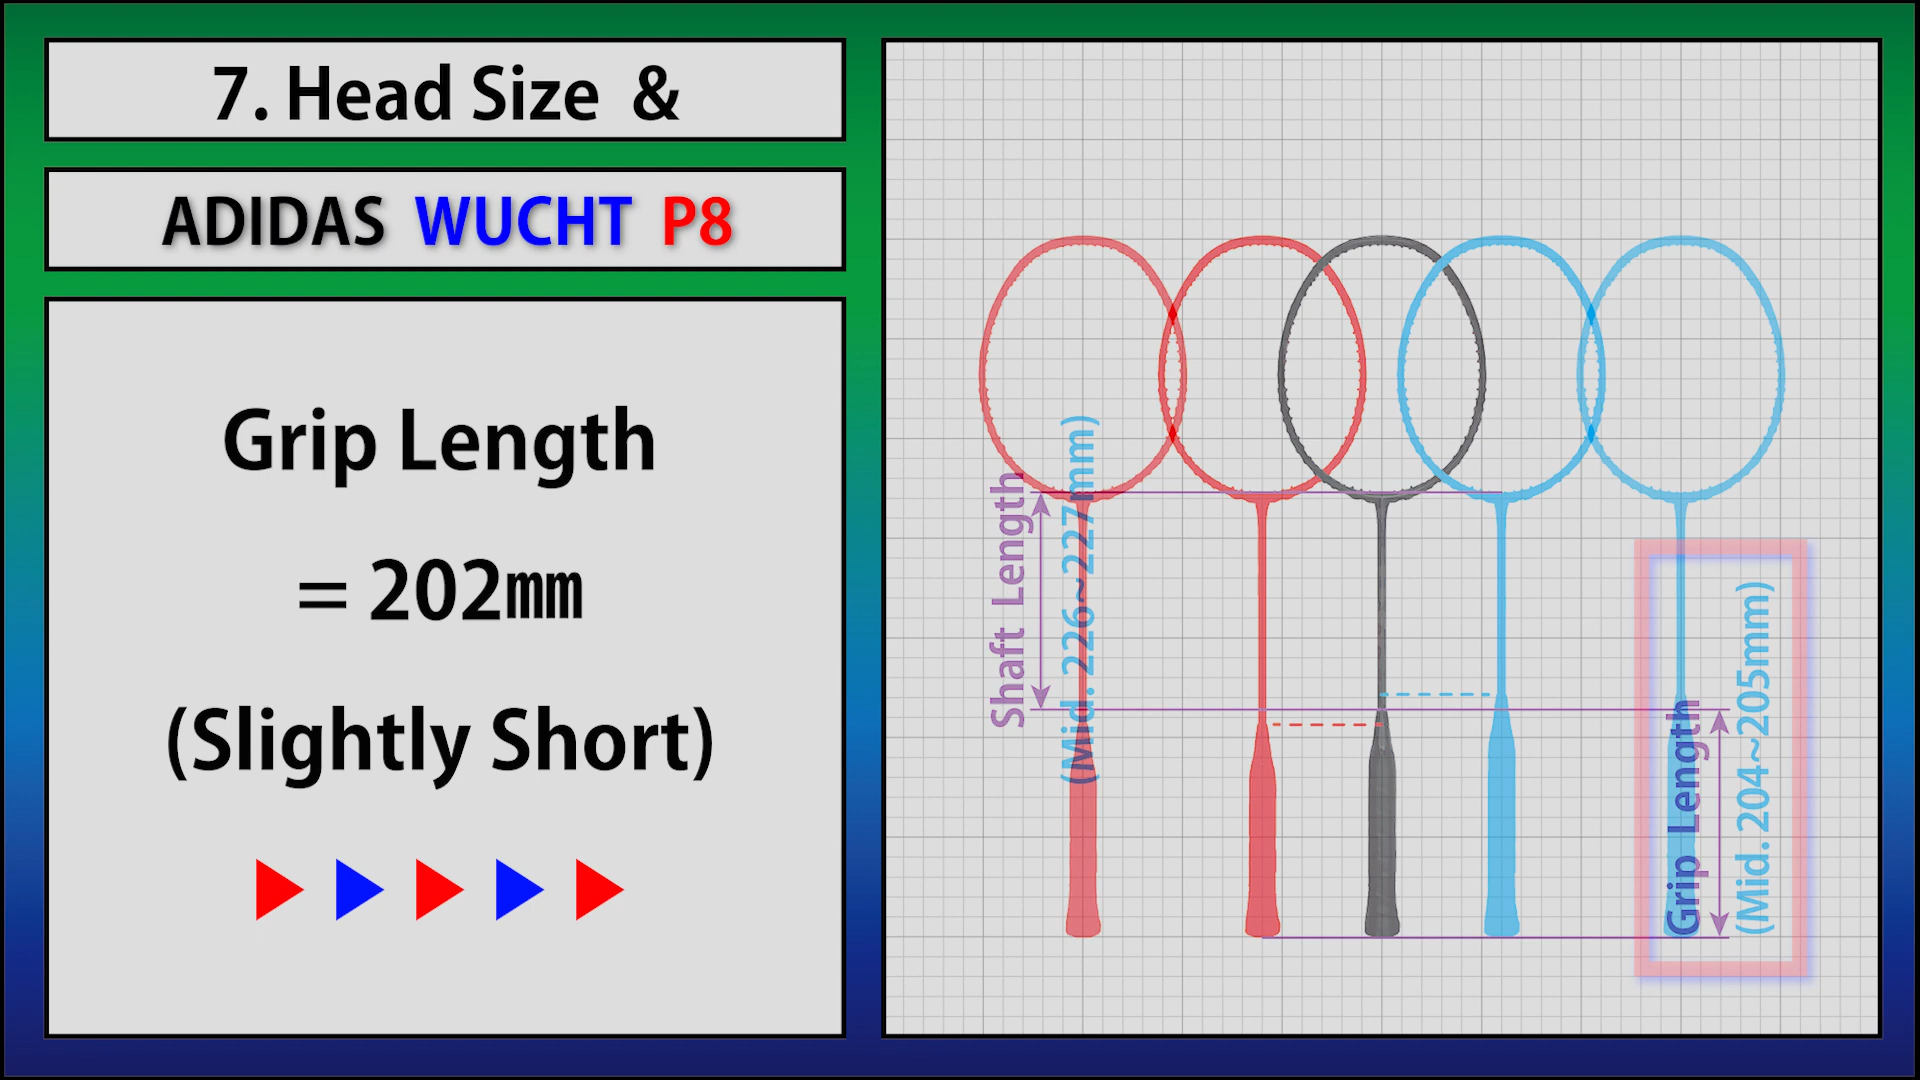 7. Head Size &
ADIDAS WUCHT P8
Grip Length
= 202㎜
(Slightly Short)
Shaft Length
(Mid. 226~227mm)
Grip Length
(Mid. 204~205mm)